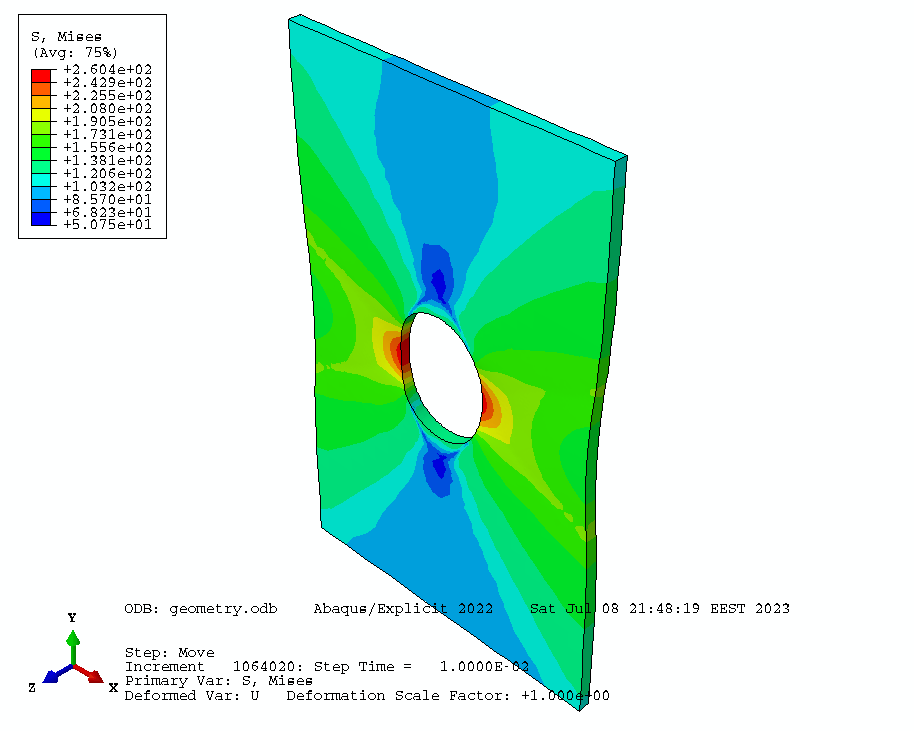 S, Mises
(Avg: 75%)
+2.604e+02
+2.429e+02
+2.255e+02
+2.080e+02
+1.905e+02
+1.731e+02
+1.556e+02
+1.381e+02
+1.206e+02
+1.032e+02
+8.570e+01
+6.823e+01
+5.075e+01
ODB: geometry.odb Abaqus/Explicit 2022 Sat Jul 08 21:48:19 EEST 2023
Y
Z X
Step: Move
Increment 1064020: Step Time = 1.0000E-02
Primary Var: S, Mises
Deformed Var: U Deformation Scale Factor: +1.000e+00